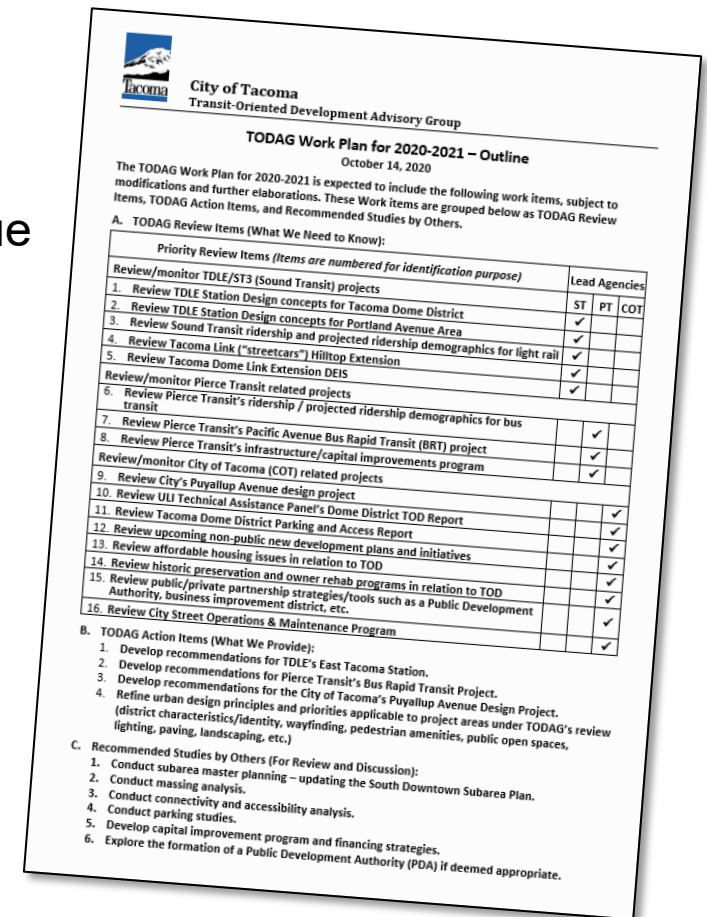 ue
Tacoma
City of Tacoma
Transit-Oriented Development Advisory Group
TODAG Work Plan for 2020-2021 – Outline
October 14, 2020
The TODAG Work Plan for 2020-2021 is expected to include the following work items, subject to
modifications and further elaborations. These Work items are grouped below as TODAG Review
Items, TODAG Action Items, and Recommended Studies by Others.
A. TODAG Review Items (What We Need to Know):
Priority Review Items (Items are numbered for identification purpose) Lead Agencies
ST PT COT
Review/monitor TDLE/ST3 (Sound Transit) projects
1. Review TDLE Station Design concepts for Tacoma Dome District ✓
2. Review TDLE Station Design concepts for Portland Avenue Area ✓
3. Review Sound Transit ridership and projected ridership demographics for light rail ✓
4. Review Tacoma Link ("streetcars") Hilltop Extension ✓
5. Review Tacoma Dome Link Extension DEIS ✓
Review/monitor Pierce Transit related projects
6. Review Pierce Transit's ridership / projected ridership demographics for bus
transit ✓
7. Review Pierce Transit's Pacific Avenue Bus Rapid Transit (BRT) project ✓
8. Review Pierce Transit's infrastructure/capital improvements program ✓
Review/monitor City of Tacoma (COT) related projects
9. Review City's Puyallup Avenue design project ✓
10. Review ULI Technical Assistance Panel's Dome District TOD Report ✓
11. Review Tacoma Dome District Parking and Access Report ✓
12. Review upcoming non-public new development plans and initiatives ✓
13. Review affordable housing issues in relation to TOD ✓
14. Review historic preservation and owner rehab programs in relation to TOD ✓
15. Review public/private partnership strategies/tools such as a Public Development
Authority, business improvement district, etc. ✓
16. Review City Street Operations & Maintenance Program ✓
B. TODAG Action Items (What We Provide):
1. Develop recommendations for TDLE's East Tacoma Station.
2. Develop recommendations for Pierce Transit's Bus Rapid Transit Project.
3. Develop recommendations for the City of Tacoma's Puyallup Avenue Design Project.
4. Refine urban design principles and priorities applicable to project areas under TODAG's review
(district characteristics/identity, wayfinding, pedestrian amenities, public open spaces,
lighting, paving, landscaping, etc.)
C. Recommended Studies by Others (For Review and Discussion):
1. Conduct subarea master planning – updating the South Downtown Subarea Plan.
2. Conduct massing analysis.
3. Conduct connectivity and accessibility analysis.
4. Conduct parking studies.
5. Develop capital improvement program and financing strategies.
6. Explore the formation of a Public Development Authority (PDA) if deemed appropriate.